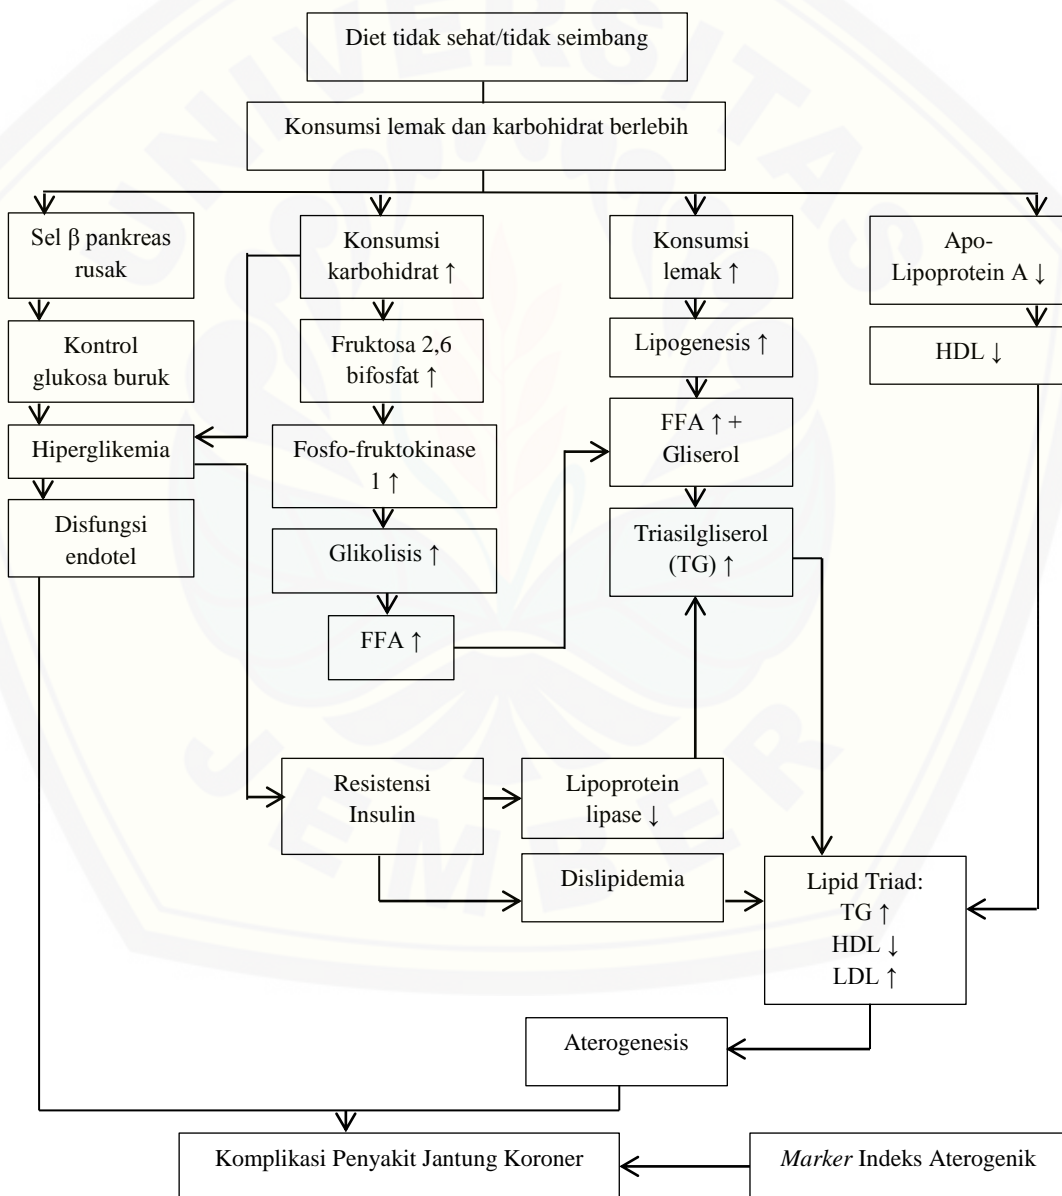 Diet tidak sehat/tidak seimbang
Konsumsi lemak dan karbohidrat berlebih
Sel β pankreas
rusak
Konsumsi
karbohidrat ↑
Konsumsi
lemak ↑
Apo-
Lipoprotein A ↓
Kontrol
glukosa buruk
Fruktosa 2,6
bifosfat ↑
Lipogenesis ↑
HDL ↓
Hiperglikemia
Fosfo-fruktokinase
1 ↑
FFA ↑ +
Gliserol
Disfungsi
endotel
Glikolisis ↑
Triasilgliserol
(TG) ↑
FFA ↑
Resistensi
Insulin
Lipoprotein
lipase ↓
Dislipidemia
Lipid Triad:
TG ↑
HDL ↓
LDL ↑
Aterogenesis
Komplikasi Penyakit Jantung Koroner
Marker Indeks Aterogenik
UNIVERSITAS
JEMBER